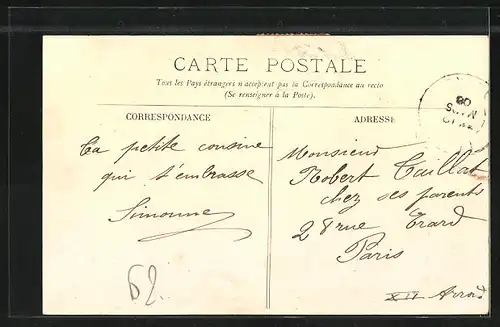 CARTE POSTALE
Tous les Pays étrangers n'acceptent pas la Correspondance au recto
(Se renseigner à la Poste).
CORRESPONDANCE
ADRESSE
Ta petite cousine
qui t'embrasse
Simonne
62.
Monsieur
Robert
chez ses parents
28 rue Erard
Paris
XII Arrond